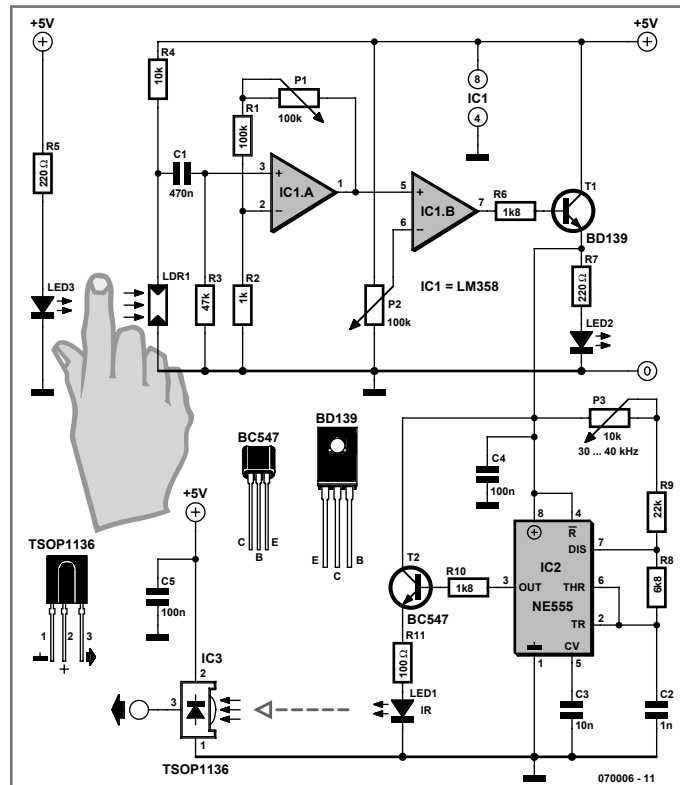 +5V
+5V
R4
10k
P1
100k
R1
100k
8
IC1
4
R5
220Ω
C1
470n
3
+
IC1.A
1
2
−
5
+
IC1.B
7
6
−
R6
1k8
T1
BD139
R7
220Ω
LED3
LDR1
R3
47k
R2
1k
P2
100k
IC1 = LM358
LED2
0
BC547
BD139
P3
10k
30 ... 40 kHz
C4
100n
R9
22k
+5V
C B E
E C B
8
4
R
DIS
7
R8
6k8
TSOP1136
T2
R10
1k8
3
OUT
IC2
THR
6
NE555
TR
2
BC547
C5
100n
1 2 3
+
CV
R11
100Ω
1
5
IC3
2
3
LED1
IR
C3
10n
C2
1n
1
TSOP1136
070006 - 11